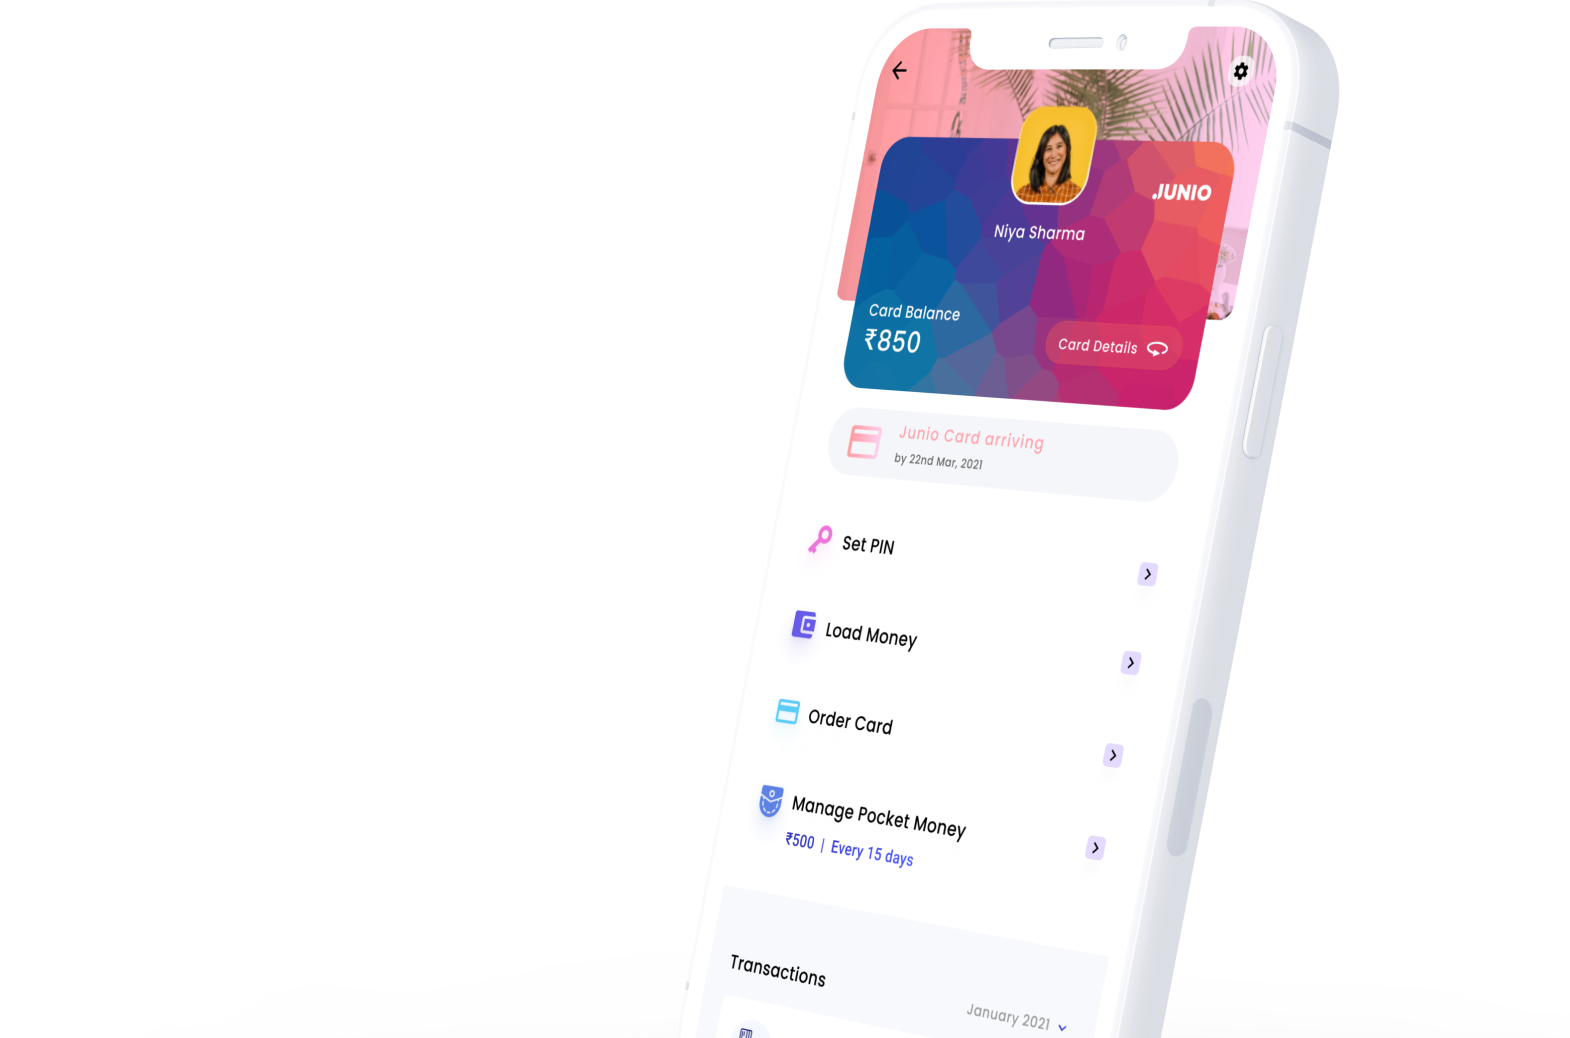 JUNIO
Niya Sharma
Card Balance
₹850
Card Details
Junio Card arriving
by 22nd Mar, 2021
Set PIN
Load Money
Order Card
Manage Pocket Money
₹500 | Every 15 days
Transactions
January 2021